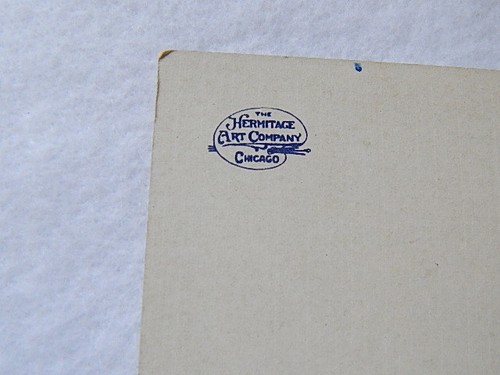 THE
HERMITAGE
ART COMPANY
CHICAGO